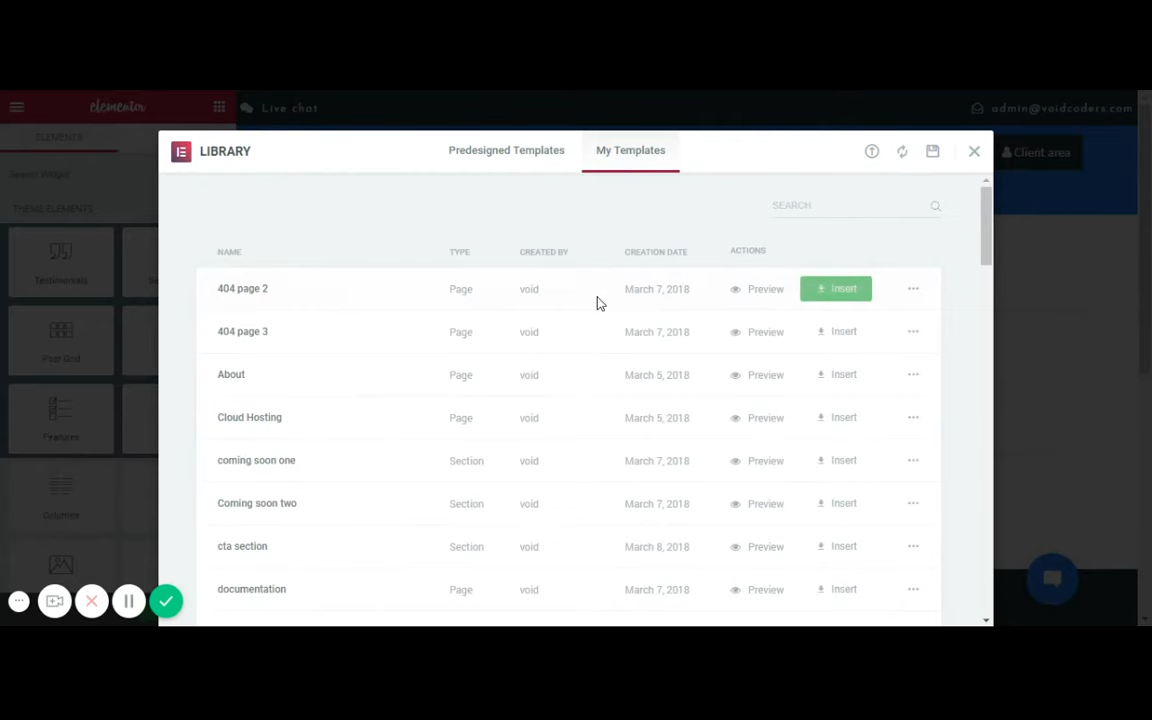 elementor
Live chat
admin@voidcoders.com
ELEMENTS
LIBRARY
Predesigned Templates
My Templates
Client area
Search Widget
SEARCH
THEME ELEMENTS
NAME TYPE CREATED BY CREATION DATE ACTIONS
Testimonials
404 page 2 Page void March 7, 2018 Preview Insert
404 page 3 Page void March 7, 2018 Preview Insert
Post Grid
About Page void March 5, 2018 Preview Insert
Cloud Hosting Page void March 5, 2018 Preview Insert
Features
coming soon one Section void March 7, 2018 Preview Insert
Coming soon two Section void March 7, 2018 Preview Insert
Columns
cta section Section void March 8, 2018 Preview Insert
documentation Page void March 7, 2018 Preview Insert